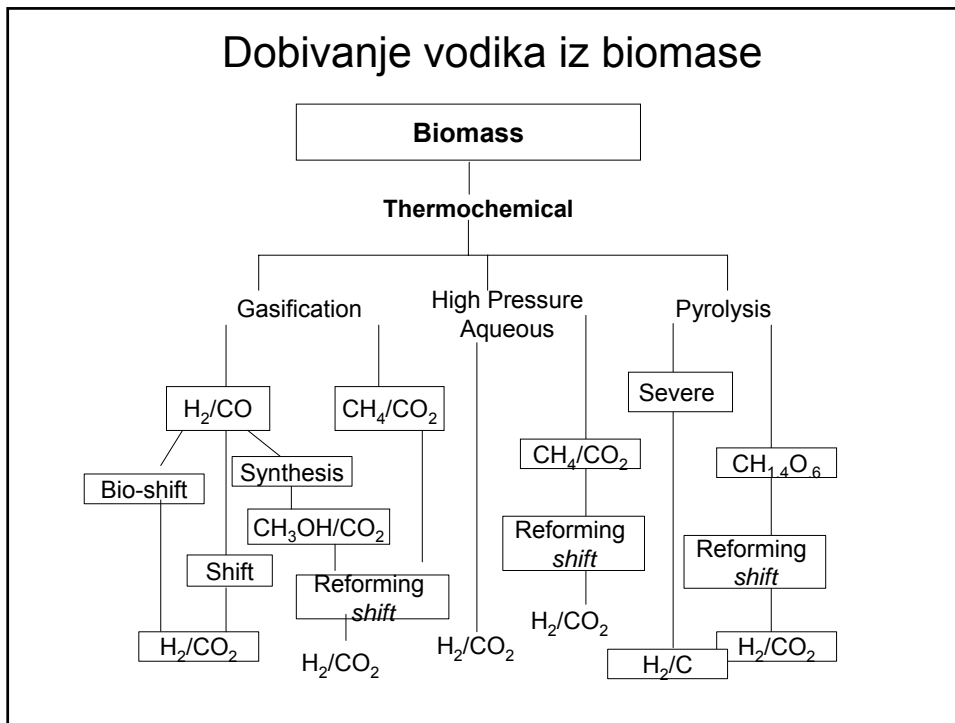 Dobivanje vodika iz biomase
Biomass
Thermochemical
Gasification
High Pressure
Aqueous
Pyrolysis
Severe
H₂/CO
CH₄/CO₂
CH₄/CO₂
CH₁.₄O.₆
Bio-shift
Synthesis
CH₃OH/CO₂
Reforming
shift
Reforming
shift
Shift
Reforming
shift
H₂/CO₂
H₂/CO₂
H₂/CO₂
H₂/CO₂
H₂/C
H₂/CO₂